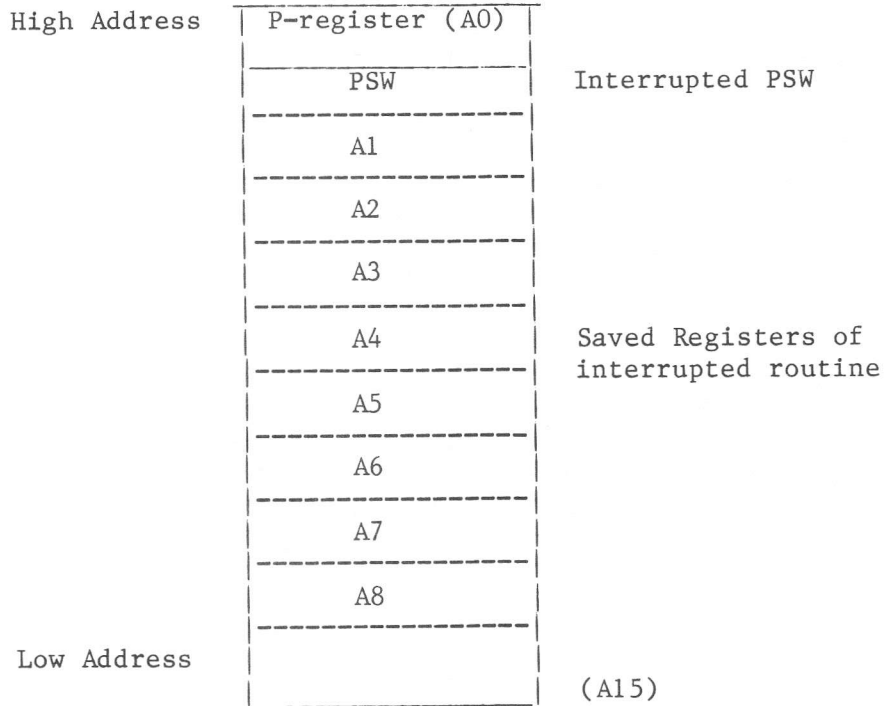 High Address P-register (A0)
PSW Interrupted PSW
A1
A2
A3
A4 Saved Registers of
interrupted routine
A5
A6
A7
A8
Low Address
(A15)